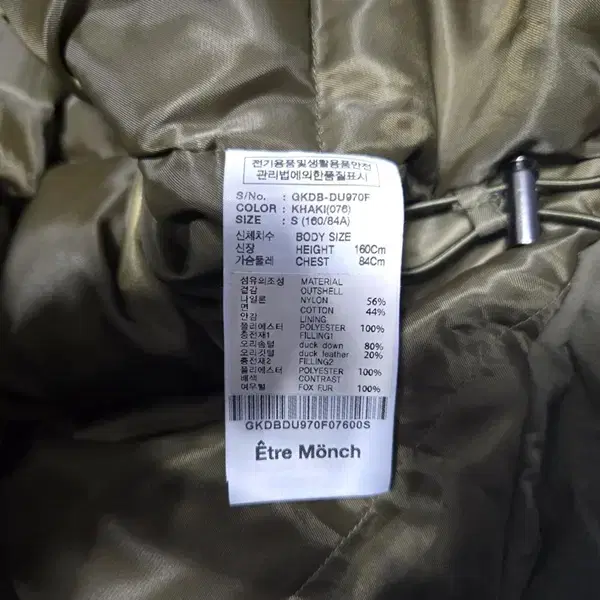 전기용품및생활용품안전
관리법에의한품질표시
S/No. : GKDB-DU970F
COLOR : KHAKI(076)
SIZE : S (160/84A)
신체치수 BODY SIZE
신장 HEIGHT 160Cm
가슴둘레 CHEST 84Cm
섬유의조성 MATERIAL
겉감 OUTSHELL
나일론 NYLON 56%
면 COTTON 44%
안감 LINING
폴리에스터 POLYESTER 100%
충전재1 FILLING1
오리솜털 duck down 80%
오리깃털 duck feather 20%
충전재2 FILLING2
폴리에스터 POLYESTER 100%
배색 CONTRAST
여우털 FOX FUR 100%
GKDBDU970F07600S
Être Mönch